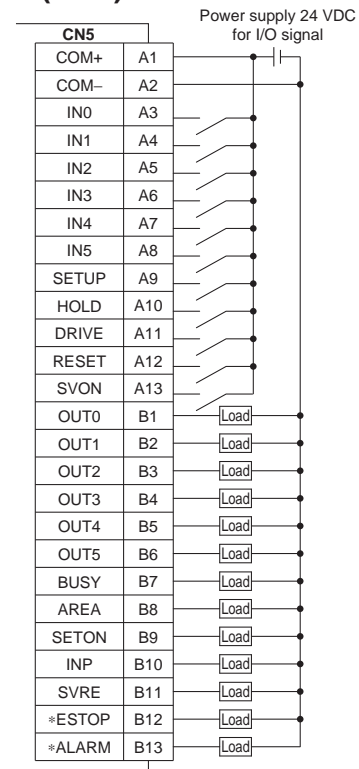 Power supply 24 VDC
for I/O signal
CN5
COM+ A1
COM– A2
IN0 A3
IN1 A4
IN2 A5
IN3 A6
IN4 A7
IN5 A8
SETUP A9
HOLD A10
DRIVE A11
RESET A12
SVON A13
OUT0 B1 Load
OUT1 B2 Load
OUT2 B3 Load
OUT3 B4 Load
OUT4 B5 Load
OUT5 B6 Load
BUSY B7 Load
AREA B8 Load
SETON B9 Load
INP B10 Load
SVRE B11 Load
∗ESTOP B12 Load
∗ALARM B13 Load